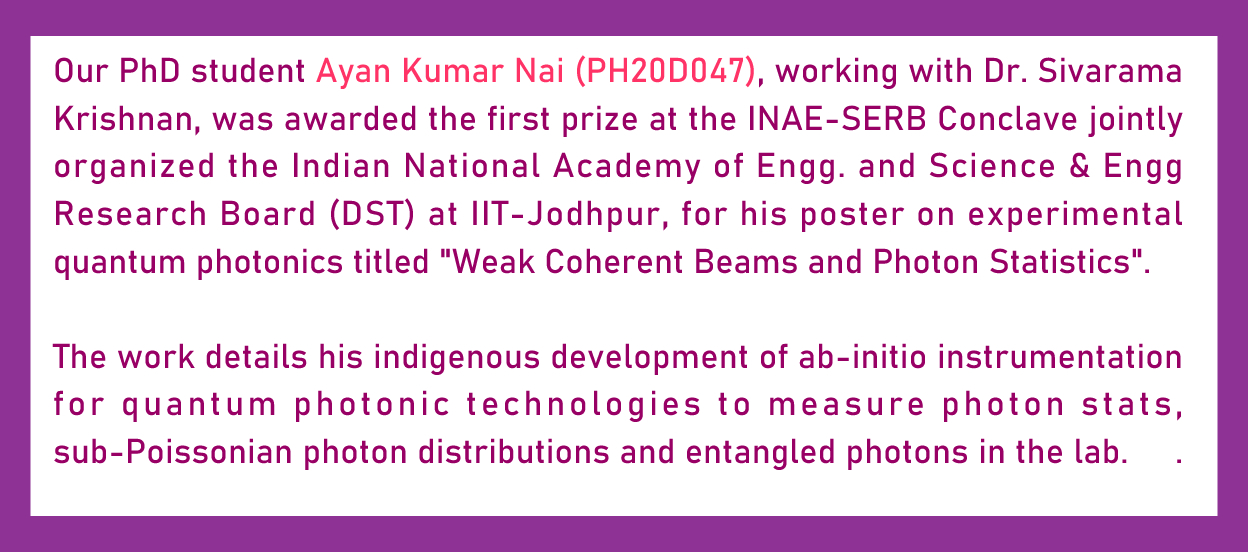 Our PhD student Ayan Kumar Nai (PH20D047), working with Dr. Sivarama
Krishnan, was awarded the first prize at the INAE-SERB Conclave jointly
organized the Indian National Academy of Engg. and Science & Engg
Research Board (DST) at IIT-Jodhpur, for his poster on experimental
quantum photonics titled "Weak Coherent Beams and Photon Statistics".
The work details his indigenous development of ab-initio instrumentation
for quantum photonic technologies to measure photon stats,
sub-Poissonian photon distributions and entangled photons in the lab. .